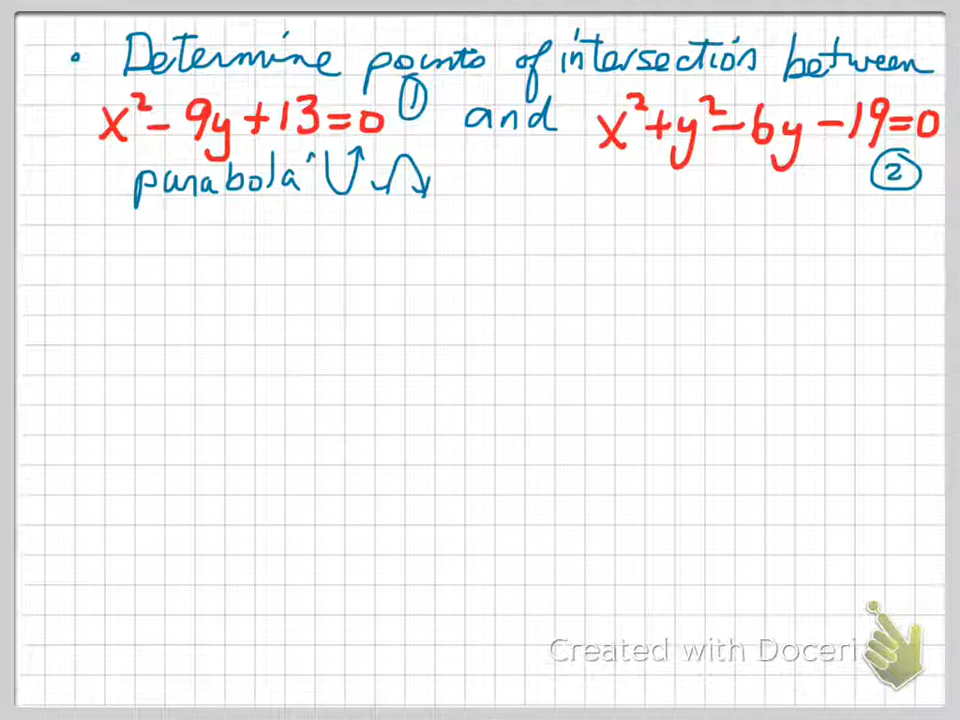 • Determine points of intersection between
x² - 9y + 13 = 0 ① and x² + y² - 6y - 19 = 0
parabola ②
Created with Doceri